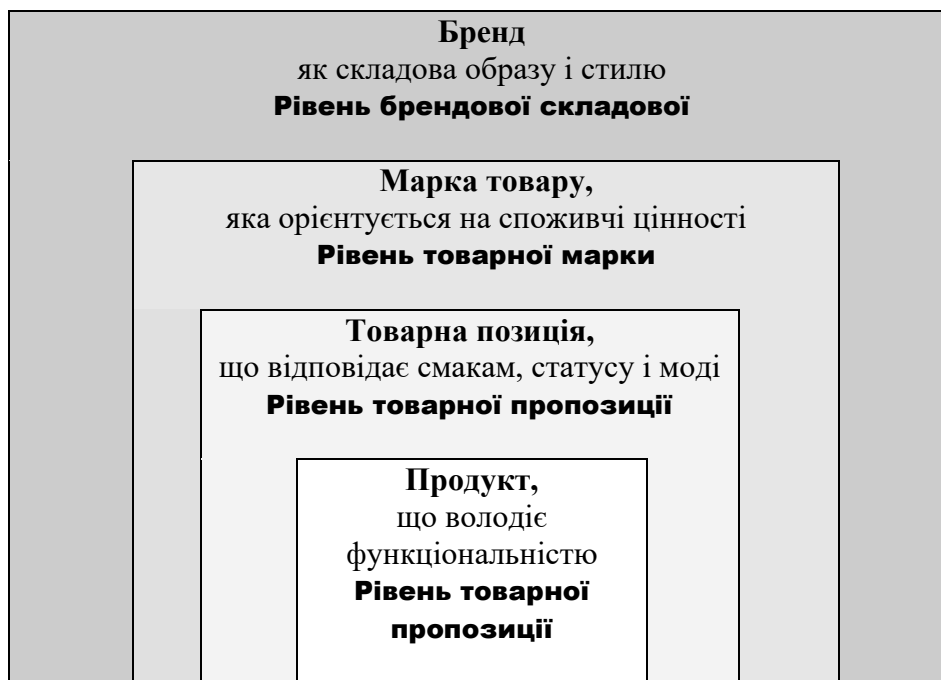 Бренд
як складова образу і стилю
Рівень брендової складової
Марка товару,
яка орієнтується на споживчі цінності
Рівень товарної марки
Товарна позиція,
що відповідає смакам, статусу і моді
Рівень товарної пропозиції
Продукт,
що володіє
функціональністю
Рівень товарної
пропозиції